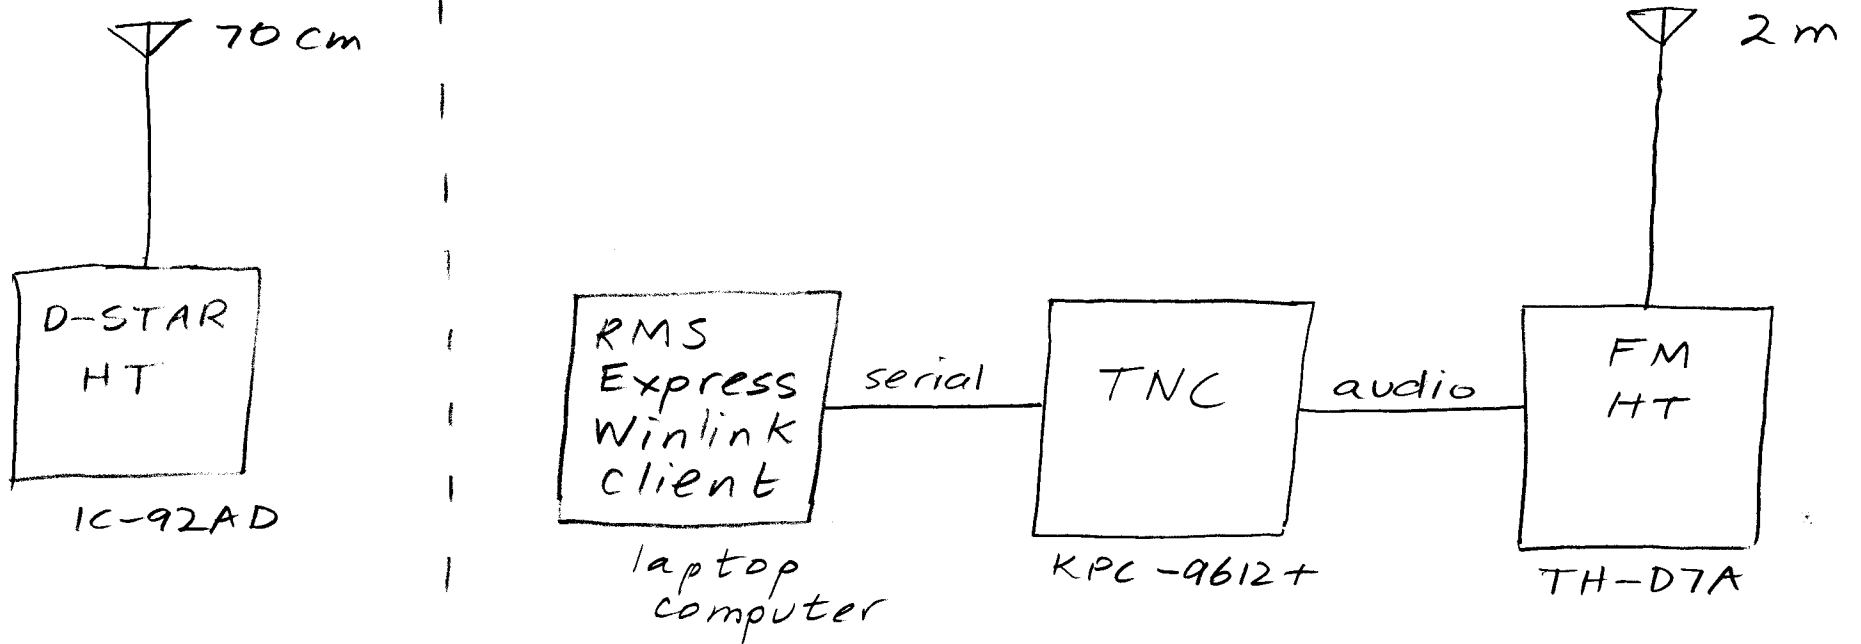 70 cm
D-STAR
HT
IC-92AD
RMS
Express
Winlink
client
laptop
computer
serial
TNC
KPC-9612+
audio
2 m
FM
HT
TH-D7A